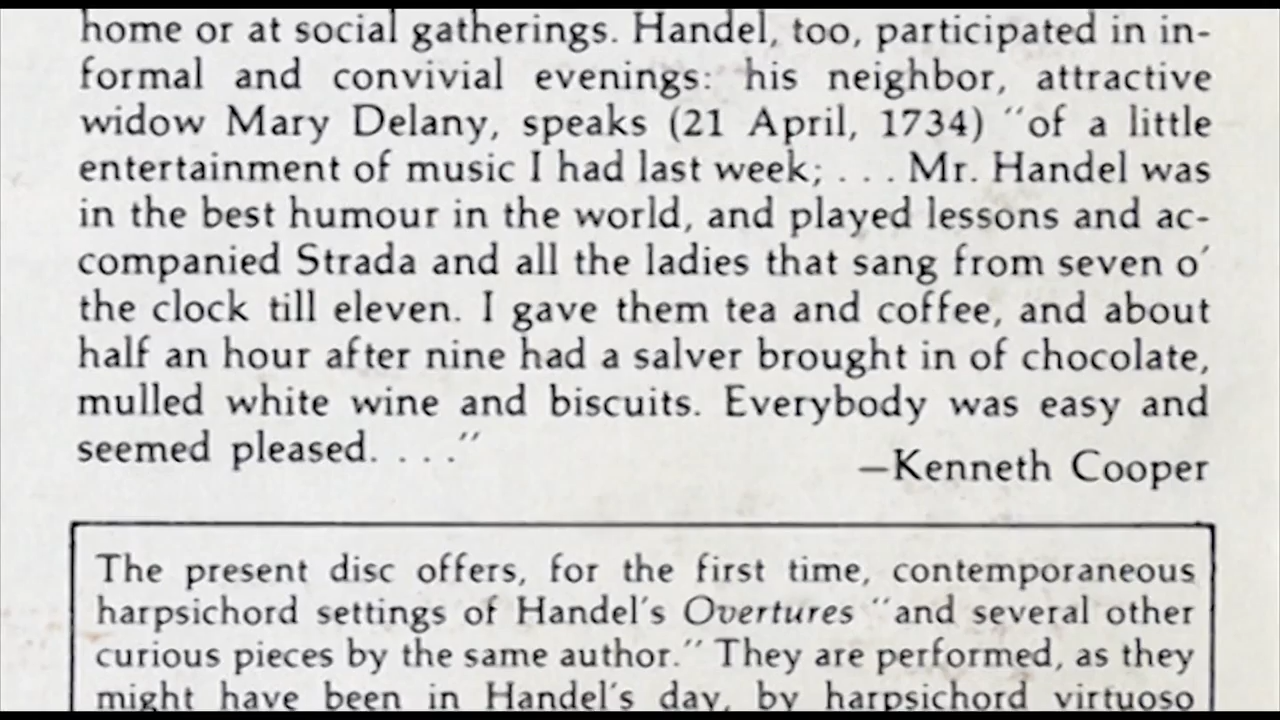 home or at social gatherings. Handel, too, participated in in-
formal and convivial evenings: his neighbor, attractive
widow Mary Delany, speaks (21 April, 1734) "of a little
entertainment of music I had last week; . . . Mr. Handel was
in the best humour in the world, and played lessons and ac-
companied Strada and all the ladies that sang from seven o'
the clock till eleven. I gave them tea and coffee, and about
half an hour after nine had a salver brought in of chocolate,
mulled white wine and biscuits. Everybody was easy and
seemed pleased. . . ."
—Kenneth Cooper
The present disc offers, for the first time, contemporaneous
harpsichord settings of Handel's Overtures "and several other
curious pieces by the same author." They are performed, as they
might have been in Handel's day, by harpsichord virtuoso